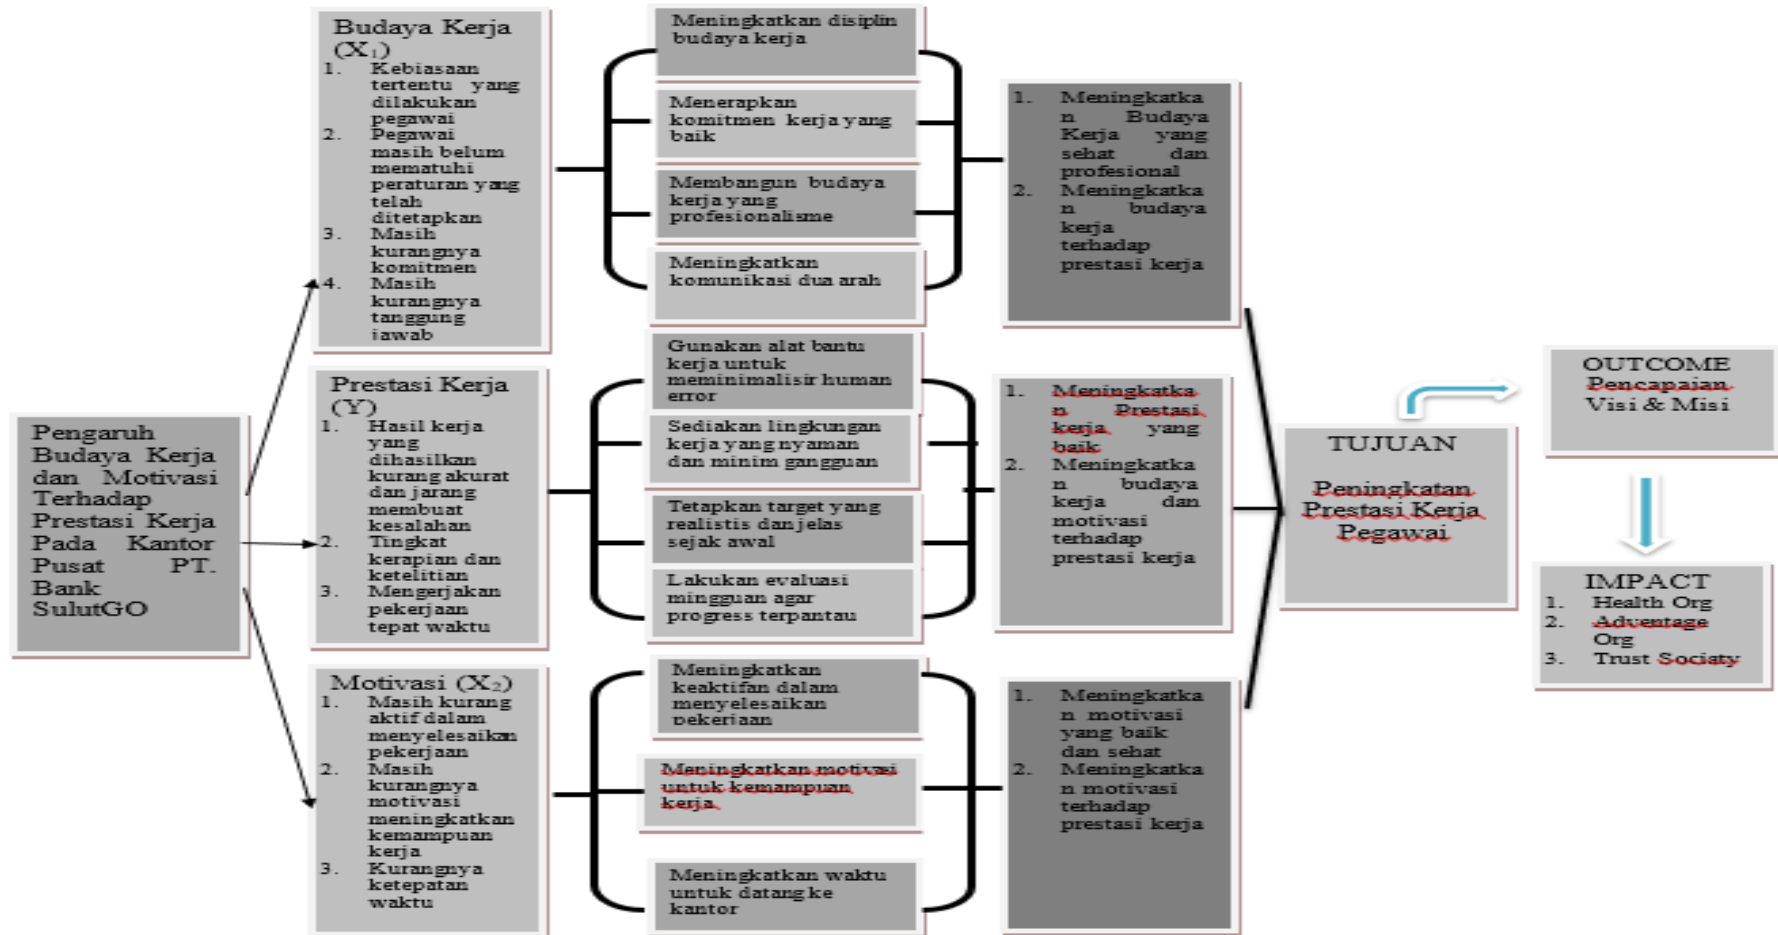 Pengaruh
Budaya Kerja
dan Motivasi
Terhadap
Prestasi Kerja
Pada Kantor
Pusat PT.
Bank
SulutGO
Budaya Kerja
(X₁)
1. Kebiasaan
tertentu yang
dilakukan
pegawai
2. Pegawai
masih belum
mematuhi
peraturan yang
telah
ditetapkan
3. Masih
kurangnya
komitmen
4. Masih
kurangnya
tanggung
jawab
Prestasi Kerja
(Y)
1. Hasil kerja
yang
dihasilkan
kurang akurat
dan jarang
membuat
kesalahan
2. Tingkat
kerapian dan
ketelitian
3. Mengerjakan
pekerjaan
tepat waktu
Motivasi (X₂)
1. Masih kurang
aktif dalam
menyelesaikan
pekerjaan
2. Masih
kurangnya
motivasi
meningkatkan
kemampuan
kerja
3. Kurangnya
ketepatan
waktu
Meningkatkan disiplin
budaya kerja
Menerapkan
komitmen kerja yang
baik
Membangun budaya
kerja yang
profesionalisme
Meningkatkan
komunikasi dua arah
Gunakan alat bantu
kerja untuk
meminimalisir human
error
Sediakan lingkungan
kerja yang nyaman
dan minim gangguan
Tetapkan target yang
realistis dan jelas
sejak awal
Lakukan evaluasi
mingguan agar
progress terpantau
Meningkatkan
keaktifan dalam
menyelesaikan
pekerjaan
Meningkatkan motivasi
untuk kemampuan
kerja
Meningkatkan waktu
untuk datang ke
kantor
1. Meningkatka
n Budaya
Kerja yang
sehat dan
profesional
2. Meningkatka
n budaya
kerja
terhadap
prestasi kerja
1. Meningkatka
n Prestasi
kerja yang
baik
2. Meningkatka
n budaya
kerja dan
motivasi
terhadap
prestasi kerja
1. Meningkatka
n motivasi
yang baik
dan sehat
2. Meningkatka
n motivasi
terhadap
prestasi kerja
TUJUAN
Peningkatan
Prestasi Kerja
Pegawai
OUTCOME
Pencapaian
Visi & Misi
IMPACT
1. Health Org
2. Adventage
Org
3. Trust Sociaty